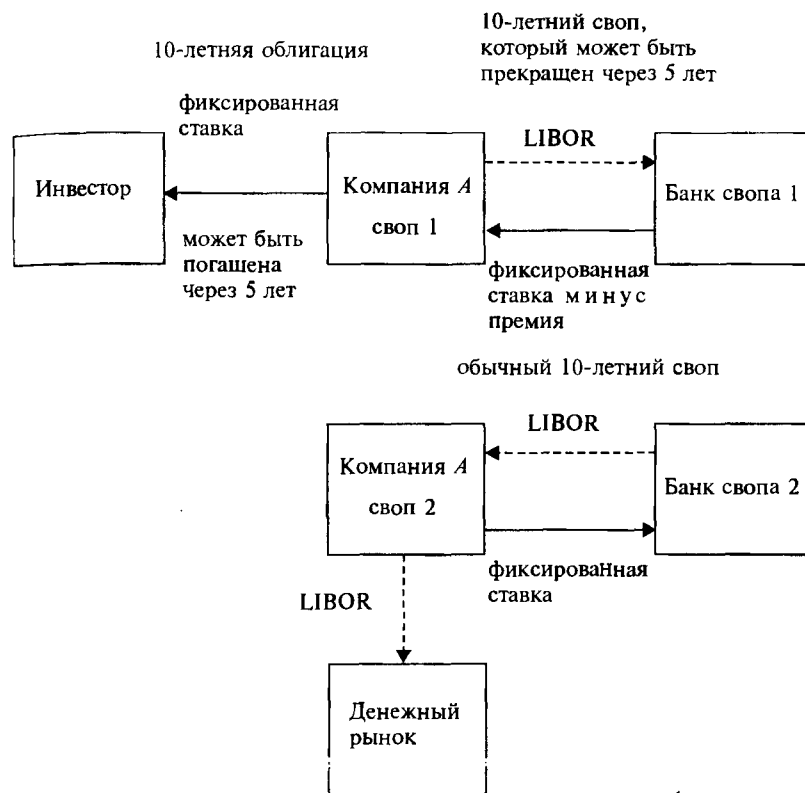 10-летняя облигация
10-летний своп,
который может быть
прекращен через 5 лет
фиксированная
ставка
LIBOR
Инвестор
Компания А
своп 1
Банк свопа 1
может быть
погашена
через 5 лет
фиксированная
ставка минус
премия
обычный 10-летний своп
LIBOR
Компания А
своп 2
Банк свопа 2
фиксированная
ставка
LIBOR
Денежный
рынок